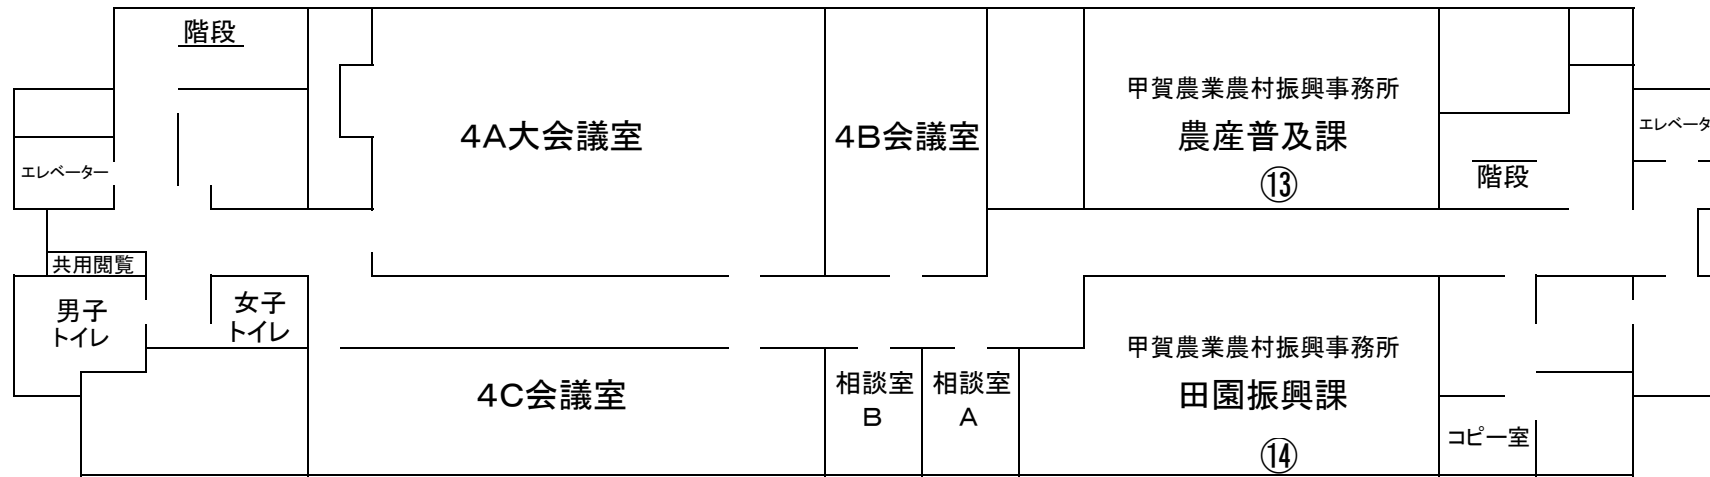 階段
甲賀農業農村振興事務所
4A大会議室
4B会議室
農産普及課
エレベータ
エレベーター
⑬
階段
共用閲覧
男子
トイレ
女子
トイレ
甲賀農業農村振興事務所
4C会議室
相談室
B
相談室
A
田園振興課
コピー室
⑭